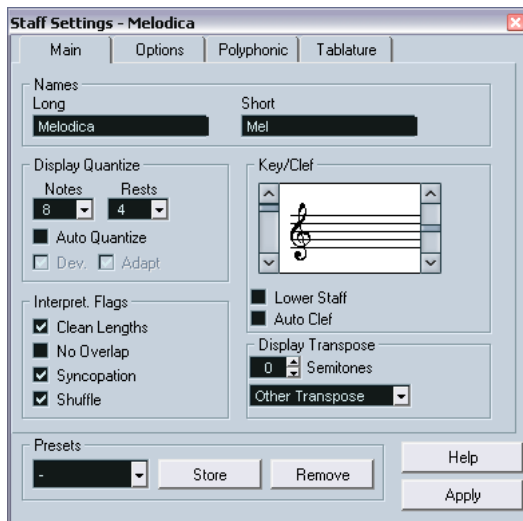 Staff Settings - Melodica
Main Options Polyphonic Tablature
Names
Long Short
Melodica Mel
Display Quantize
Notes Rests
8 4
Auto Quantize
Dev. Adapt
Interpret. Flags
Clean Lengths
No Overlap
Syncopation
Shuffle
Key/Clef
Lower Staff
Auto Clef
Display Transpose
0 Semitones
Other Transpose
Presets
- Store Remove
Help
Apply